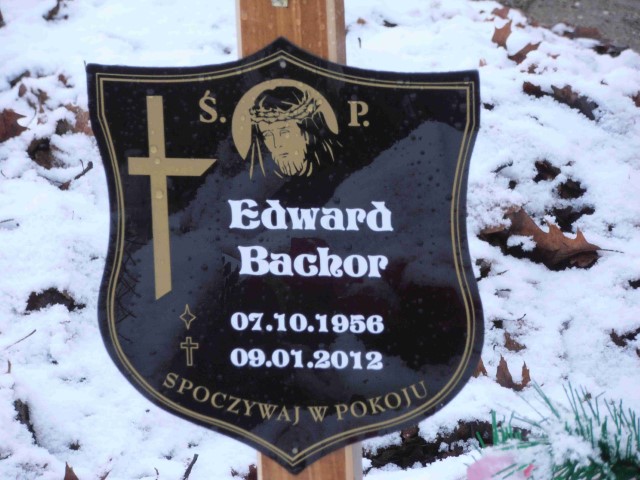 Ś. P.
Edward
Bachor
07.10.1956
09.01.2012
SPOCZYWAJ W POKOJU